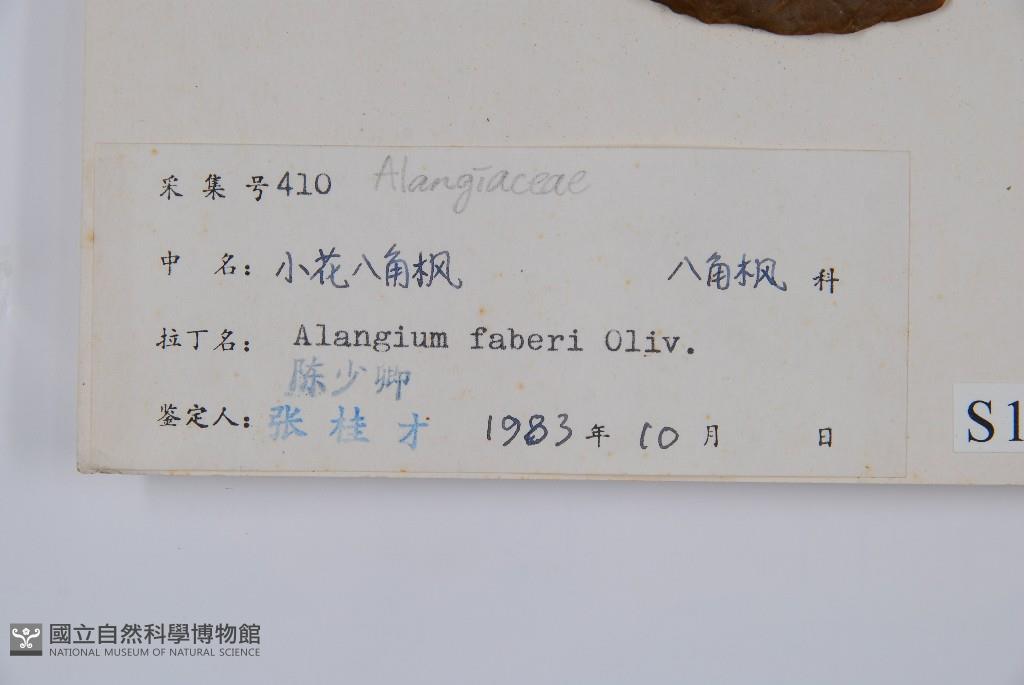 采集号410 Alangiaceae
中名: 小花八角枫 八角枫 科
拉丁名: Alangium faberi Oliv.
陈少卿
鉴定人: 张桂才 1983年10月 日
S1
國立自然科學博物館
NATIONAL MUSEUM OF NATURAL SCIENCE